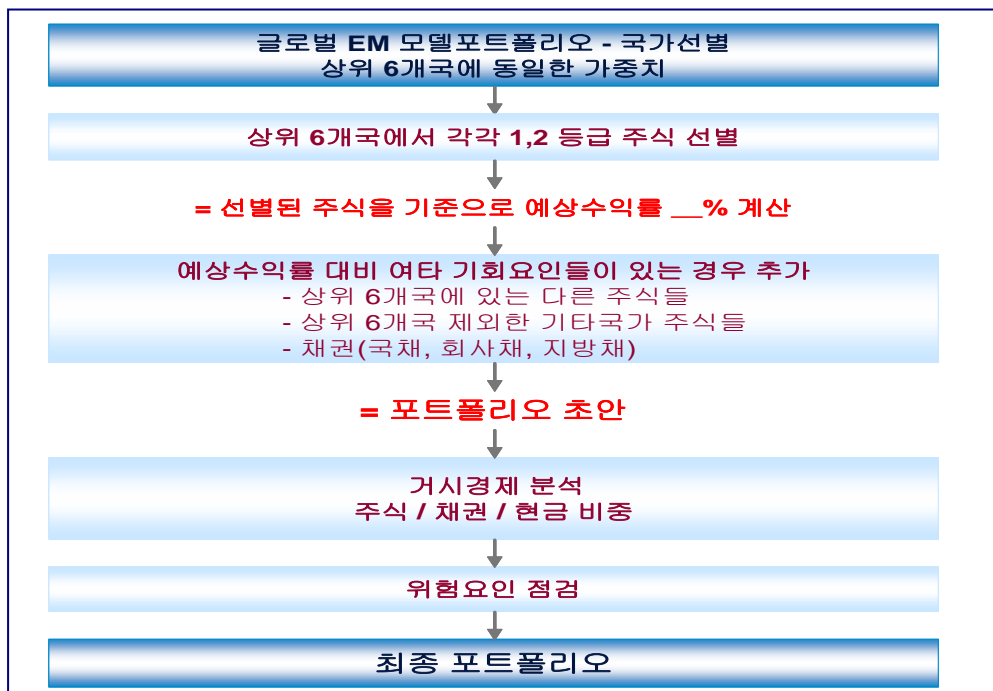 글로벌 EM 모델포트폴리오 - 국가선별
상위 6개국에 동일한 가중치
상위 6개국에서 각각 1,2 등급 주식 선별
= 선별된 주식을 기준으로 예상수익률 __% 계산
예상수익률 대비 여타 기회요인들이 있는 경우 추가
- 상위 6개국에 있는 다른 주식들
- 상위 6개국 제외한 기타국가 주식들
- 채권(국채, 회사채, 지방채)
= 포트폴리오 초안
거시경제 분석
주식 / 채권 / 현금 비중
위험요인 점검
최종 포트폴리오